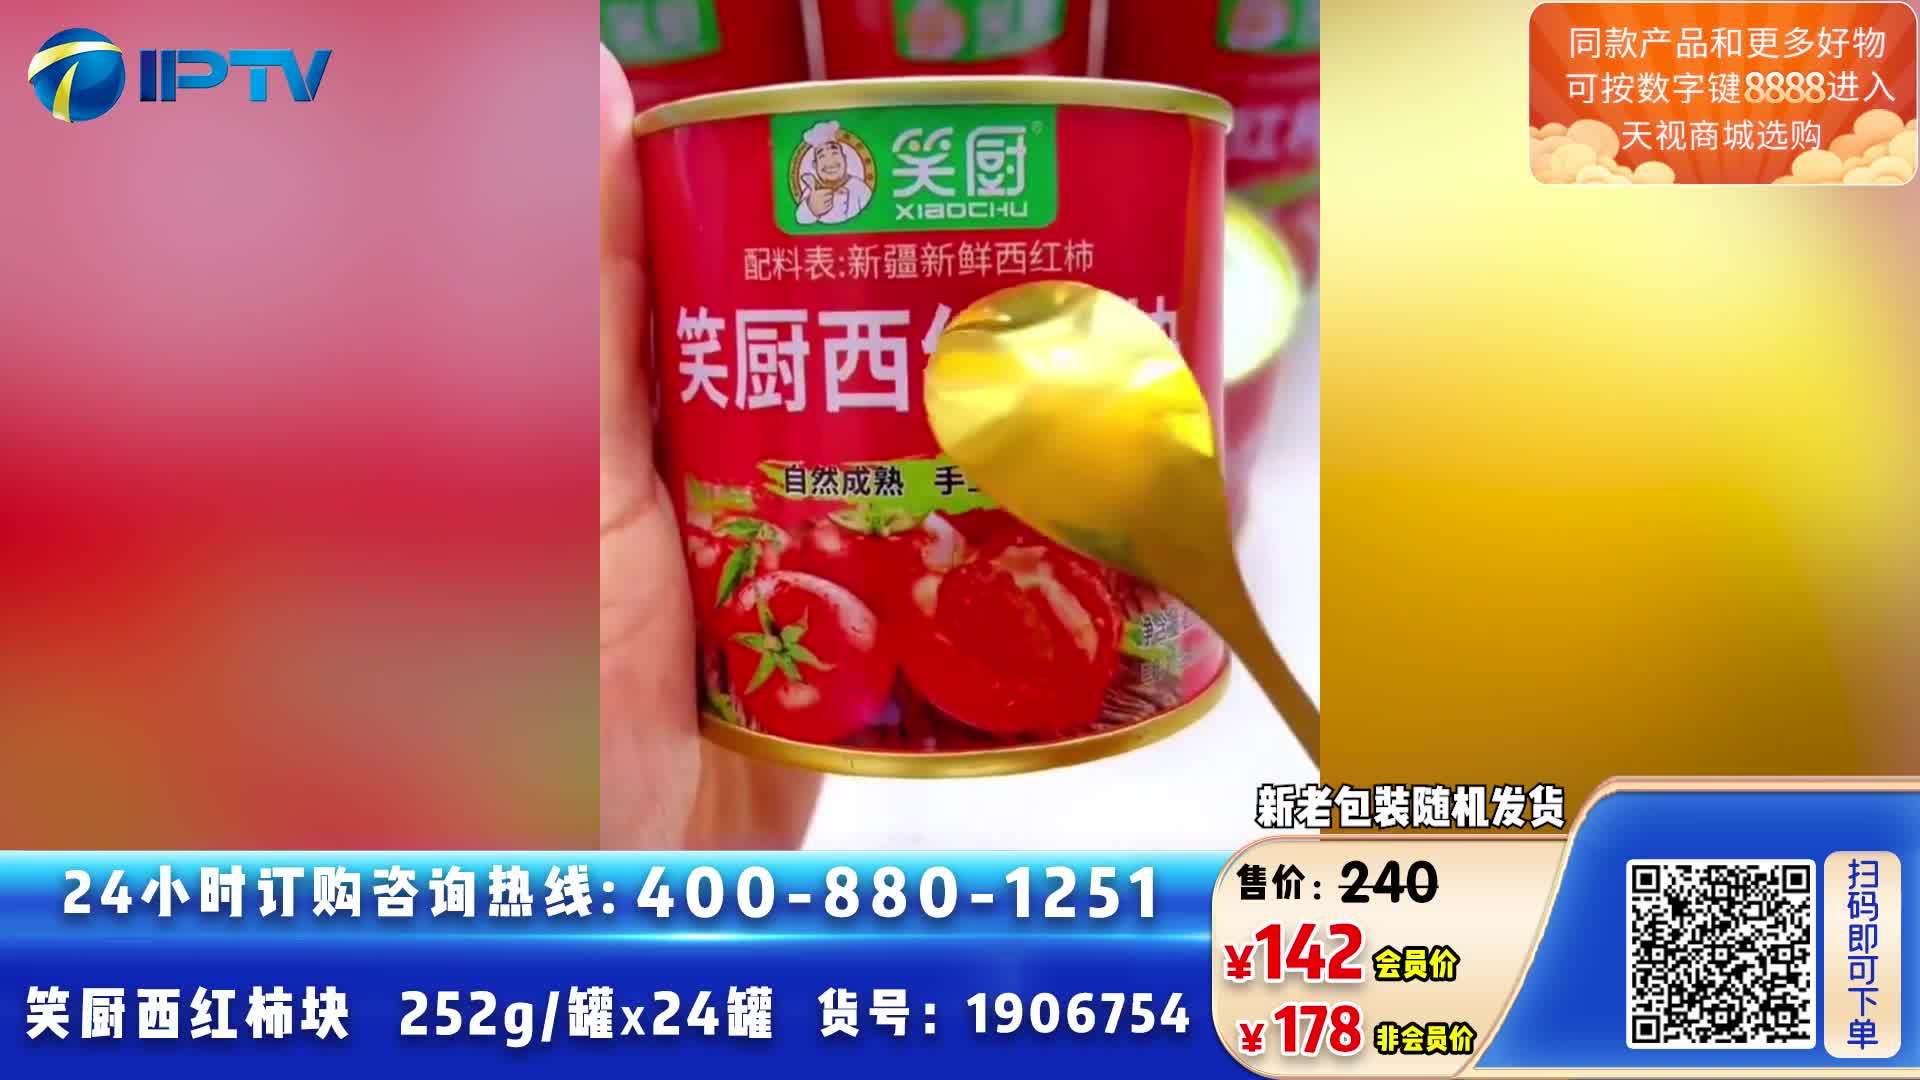 IPTV
同款产品和更多好物
可按数字键8888进入
天视商城选购
笑厨®
XIAOCHU
配料表:新疆新鲜西红柿
笑厨西
自然成熟 手
新老包装随机发货
24小时订购咨询热线:400-880-1251
售价:240
¥142 会员价
¥178 非会员价
笑厨西红柿块 252g/罐x24罐 货号:1906754
扫码即可下单